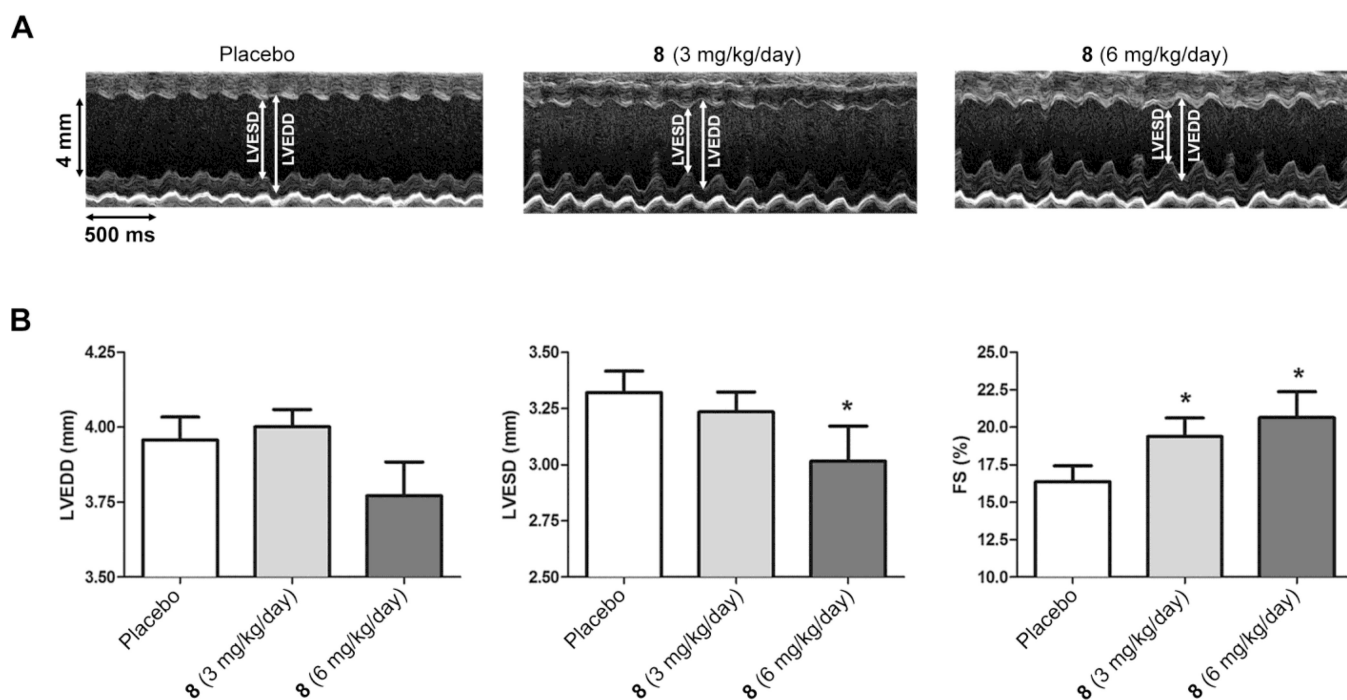 A
Placebo
8 (3 mg/kg/day)
8 (6 mg/kg/day)
4 mm
LVESD
LVEDD
LVESD
LVEDD
LVESD
LVEDD
500 ms
B
LVEDD (mm)
4.25
4.00
3.75
3.50
Placebo
8 (3 mg/kg/day)
8 (6 mg/kg/day)
LVESD (mm)
3.50
3.25
3.00
2.75
2.50
*
Placebo
8 (3 mg/kg/day)
8 (6 mg/kg/day)
FS (%)
25.0
22.5
20.0
17.5
15.0
12.5
10.0
*
*
Placebo
8 (3 mg/kg/day)
8 (6 mg/kg/day)